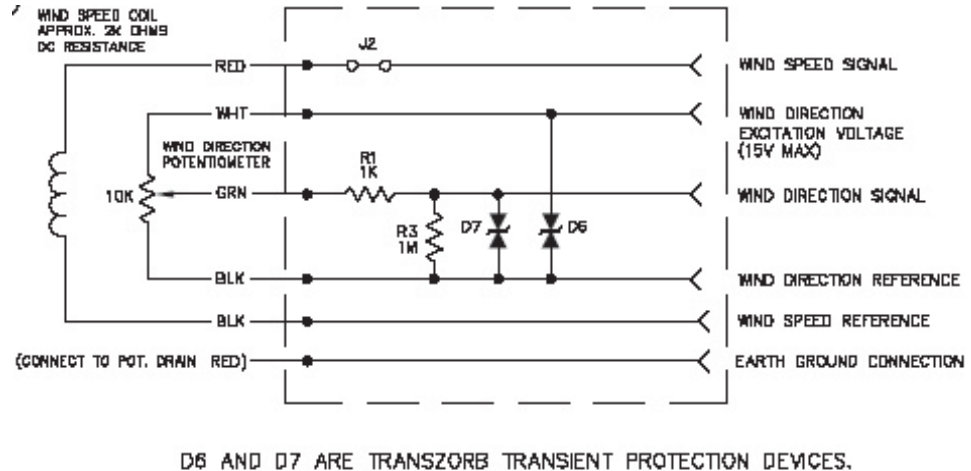 WIND SPEED COIL
APPROX. 2K OHMS
DC RESISTANCE
J2
RED
WIND SPEED SIGNAL
WHT
WIND DIRECTION
EXCITATION VOLTAGE
(15V MAX)
WIND DIRECTION
POTENTIOMETER
R1
1K
10K
GRN
WIND DIRECTION SIGNAL
R3
1M
D7
D6
BLK
WIND DIRECTION REFERENCE
BLK
WIND SPEED REFERENCE
(CONNECT TO POT. DRAIN RED)
EARTH GROUND CONNECTION
D6 AND D7 ARE TRANSZORB TRANSIENT PROTECTION DEVICES.